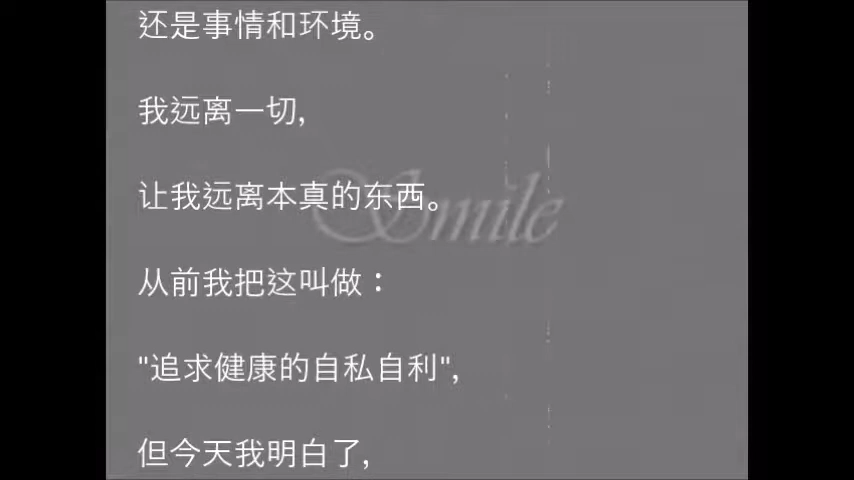 还是事情和环境。
我远离一切,
让我远离本真的东西。
Smile
从前我把这叫做：
"追求健康的自私自利",
但今天我明白了,